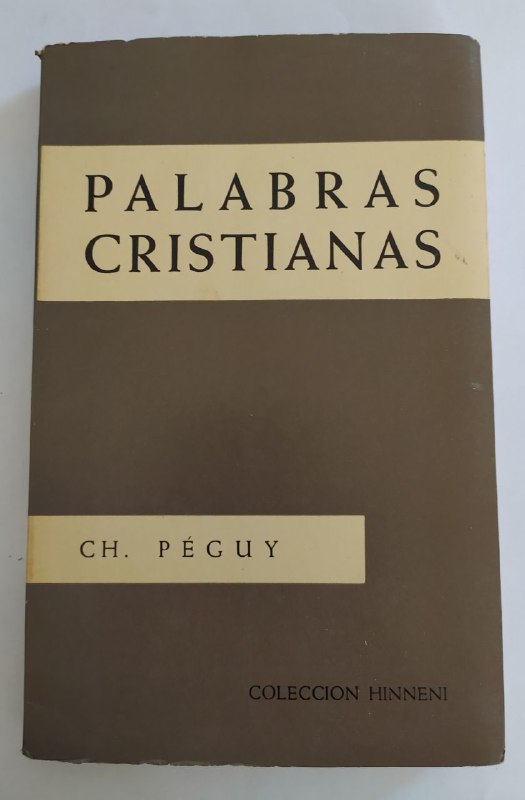 PALABRAS
CRISTIANAS
CH. PÉGUY
COLECCION HINNENI